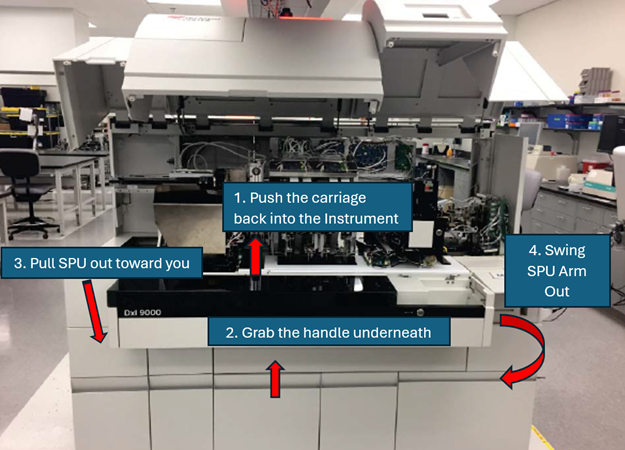 1. Push the carriage
back into the Instrument
3. Pull SPU out toward you
4. Swing
SPU Arm
Out
DxI 9000
2. Grab the handle underneath